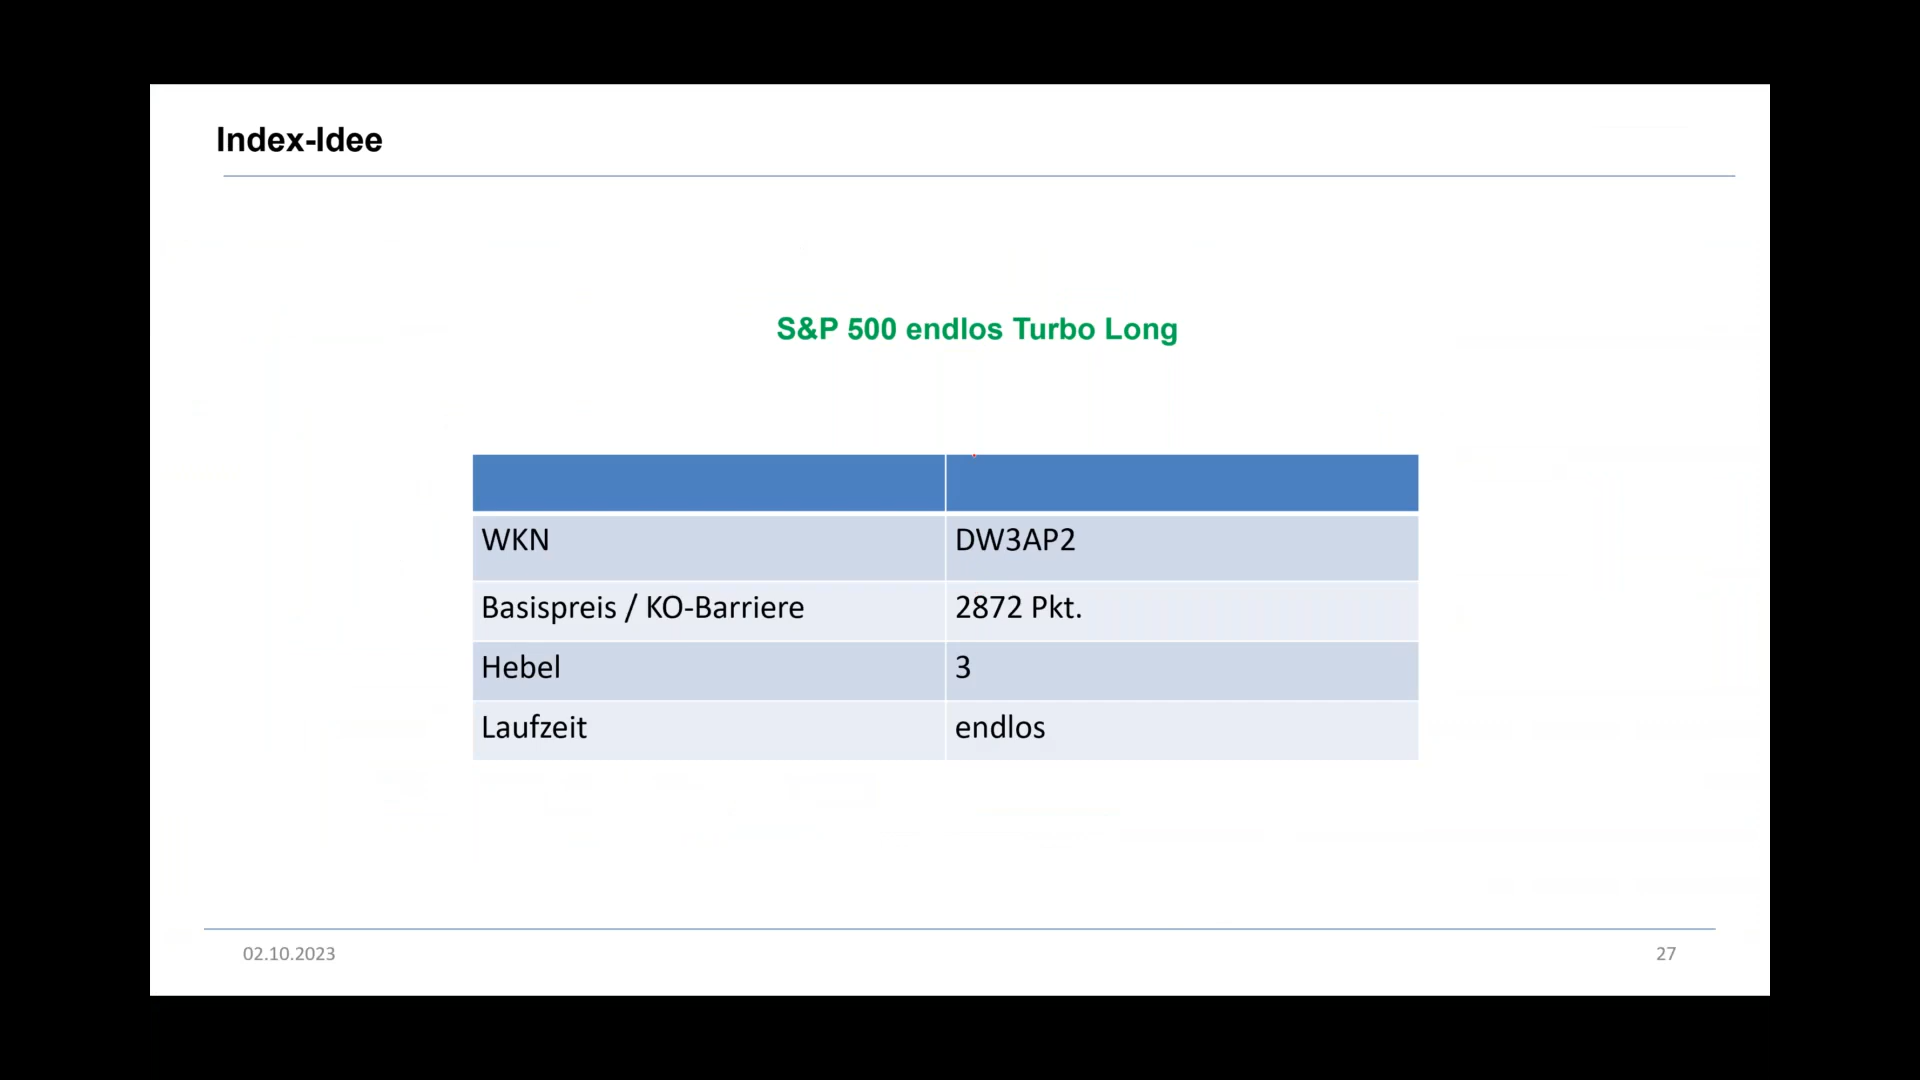 Index-Idee
S&P 500 endlos Turbo Long
WKN DW3AP2
Basispreis / KO-Barriere 2872 Pkt.
Hebel 3
Laufzeit endlos
02.10.2023 27